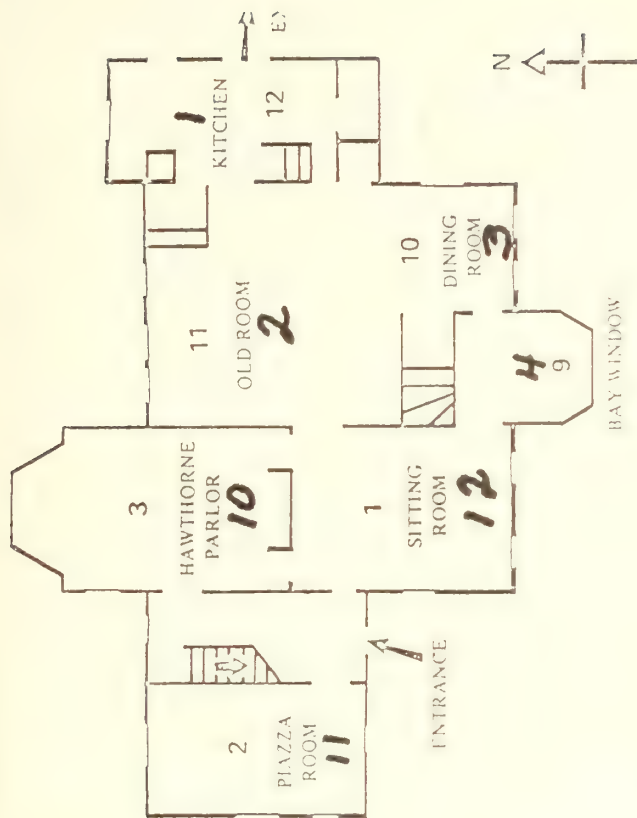 1
KITCHEN
12
N
11
OLD ROOM
2
10
DINING
ROOM
3
4
9
BAY WINDOW
3
HAWTHORNE
PARLOR
10
1
SITTING
ROOM
12
2
PIAZZA
ROOM
11
ENTRANCE